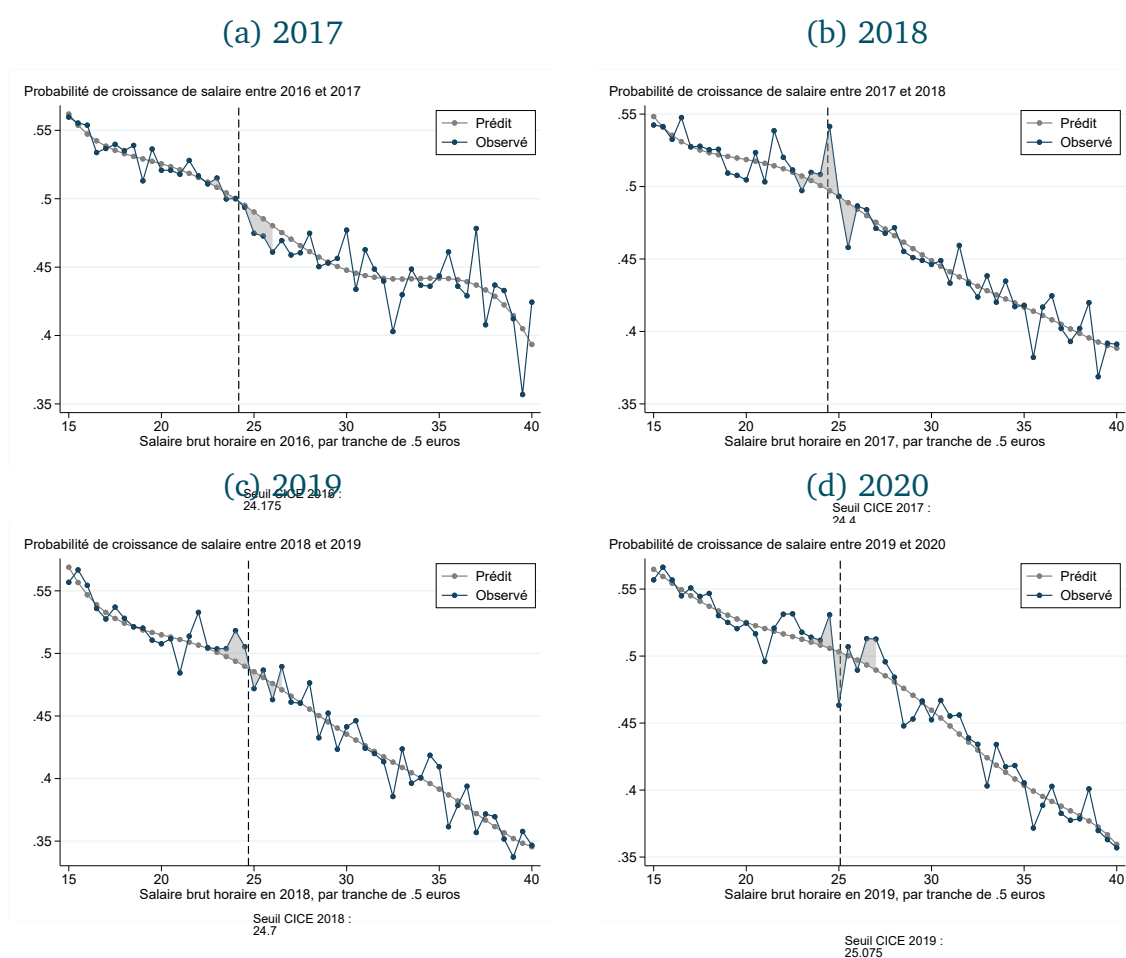 (a) 2017
Probabilité de croissance de salaire entre 2016 et 2017
Prédit
Observé
.55
.5
.45
.4
.35
15 20 25 30 35 40
Salaire brut horaire en 2016, par tranche de .5 euros
Seuil CICE 2016 :
24.175
(b) 2018
Probabilité de croissance de salaire entre 2017 et 2018
Prédit
Observé
.55
.5
.45
.4
.35
15 20 25 30 35 40
Salaire brut horaire en 2017, par tranche de .5 euros
Seuil CICE 2017 :
24.4
(c) 2019
Probabilité de croissance de salaire entre 2018 et 2019
Prédit
Observé
.55
.5
.45
.4
.35
15 20 25 30 35 40
Salaire brut horaire en 2018, par tranche de .5 euros
Seuil CICE 2018 :
24.7
(d) 2020
Probabilité de croissance de salaire entre 2019 et 2020
Prédit
Observé
.55
.5
.45
.4
.35
15 20 25 30 35 40
Salaire brut horaire en 2019, par tranche de .5 euros
Seuil CICE 2019 :
25.075